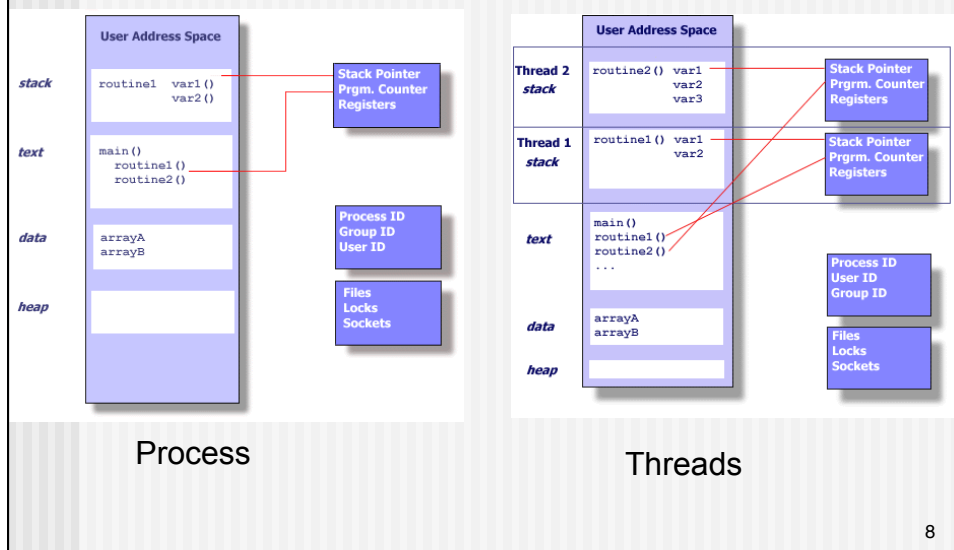 User Address Space
stack
routine1 var1()
var2()
Stack Pointer
Prgm. Counter
Registers
text
main()
routine1()
routine2()
data
arrayA
arrayB
Process ID
Group ID
User ID
heap
Files
Locks
Sockets
Process
User Address Space
Thread 2
stack
routine2() var1
var2
var3
Stack Pointer
Prgrm. Counter
Registers
Thread 1
stack
routine1() var1
var2
Stack Pointer
Prgrm. Counter
Registers
text
main()
routine1()
routine2()
...
Process ID
User ID
Group ID
data
arrayA
arrayB
Files
Locks
Sockets
heap
Threads
8